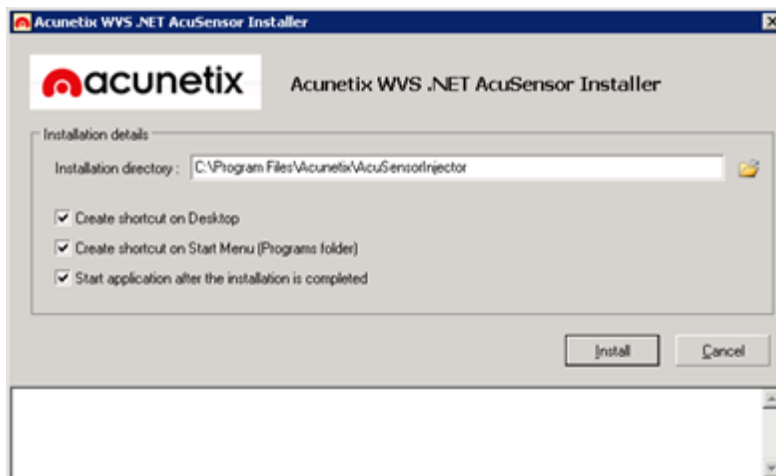 Acunetix WVS .NET AcuSensor Installer
acunetix
Acunetix WVS .NET AcuSensor Installer
Installation details
Installation directory : C:\Program Files\Acunetix\AcuSensorInjector
Create shortcut on Desktop
Create shortcut on Start Menu (Programs folder)
Start application after the installation is completed
Install Cancel